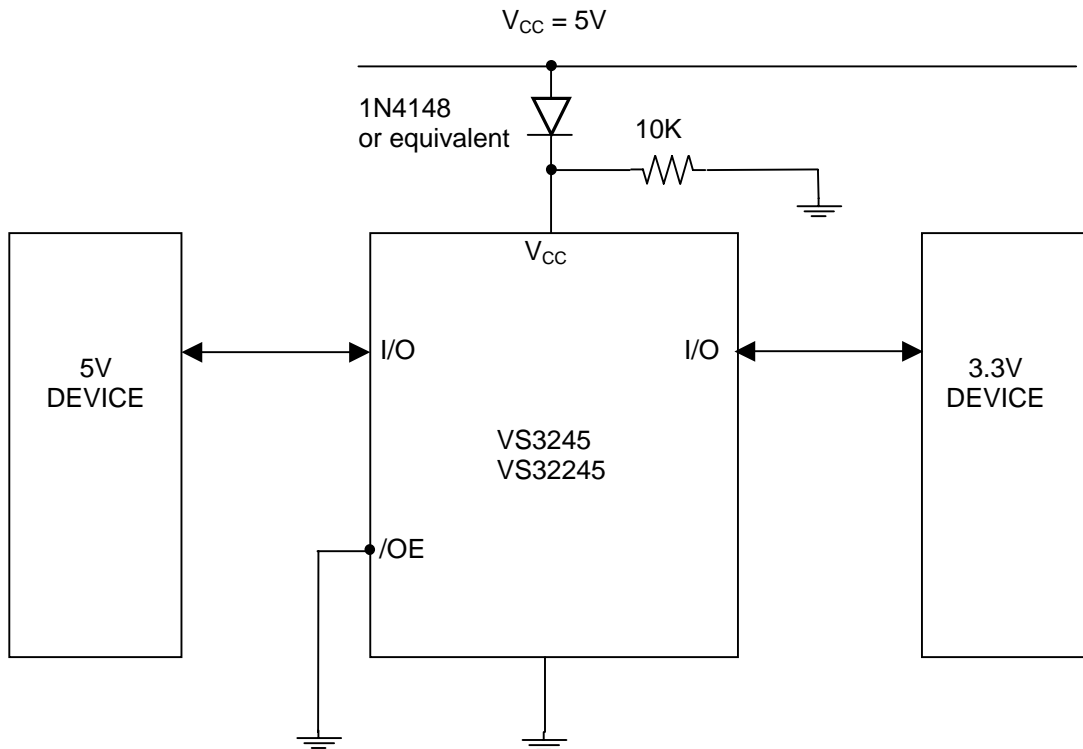 V_CC = 5V
1N4148
or equivalent
10K
V_CC
I/O
I/O
5V
DEVICE
3.3V
DEVICE
VS3245
VS32245
/OE